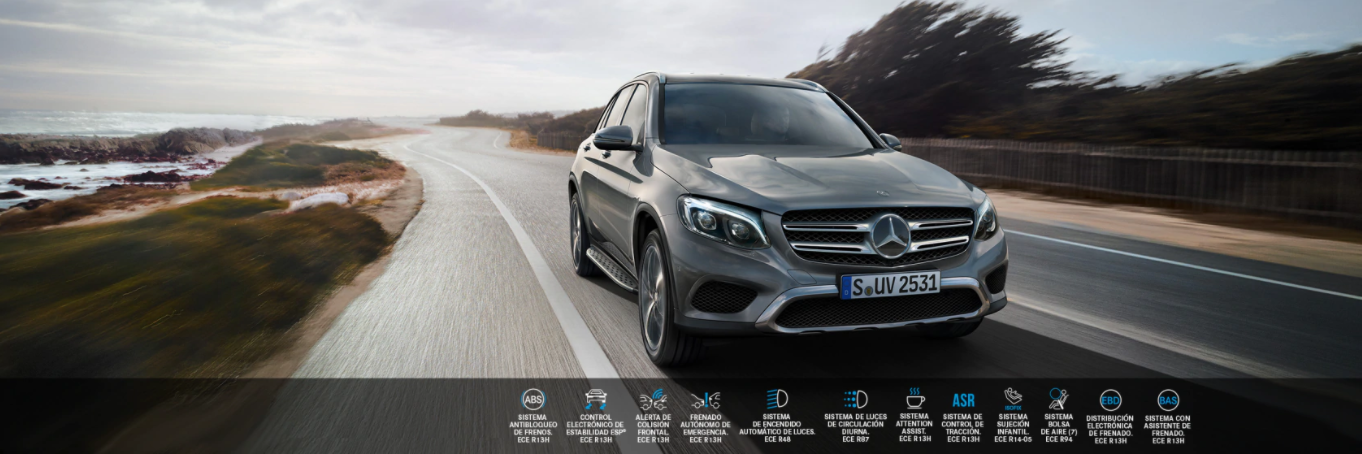 S UV 2531
ABS
SISTEMA
ANTIBLOQUEO
DE FRENOS.
ECE R13H
CONTROL
ELECTRÓNICO DE
ESTABILIDAD ESP®
ECE R13H
ALERTA DE
COLISIÓN
FRONTAL.
ECE R13H
FRENADO
AUTÓNOMO DE
EMERGENCIA.
ECE R13H
SISTEMA
DE ENCENDIDO
AUTOMÁTICO DE LUCES.
ECE R48
SISTEMA DE LUCES
DE CIRCULACIÓN
DIURNA.
ECE R87
SISTEMA
ATTENTION
ASSIST.
ECE R13H
ASR
SISTEMA DE
CONTROL DE
TRACCIÓN.
ECE R13H
SISTEMA
SUJECIÓN
INFANTIL.
ECE R14-05
SISTEMA
BOLSA
DE AIRE (7)
ECE R94
EBD
DISTRIBUCIÓN
ELECTRÓNICA
DE FRENADO.
ECE R13H
BAS
SISTEMA CON
ASISTENTE DE
FRENADO.
ECE R13H